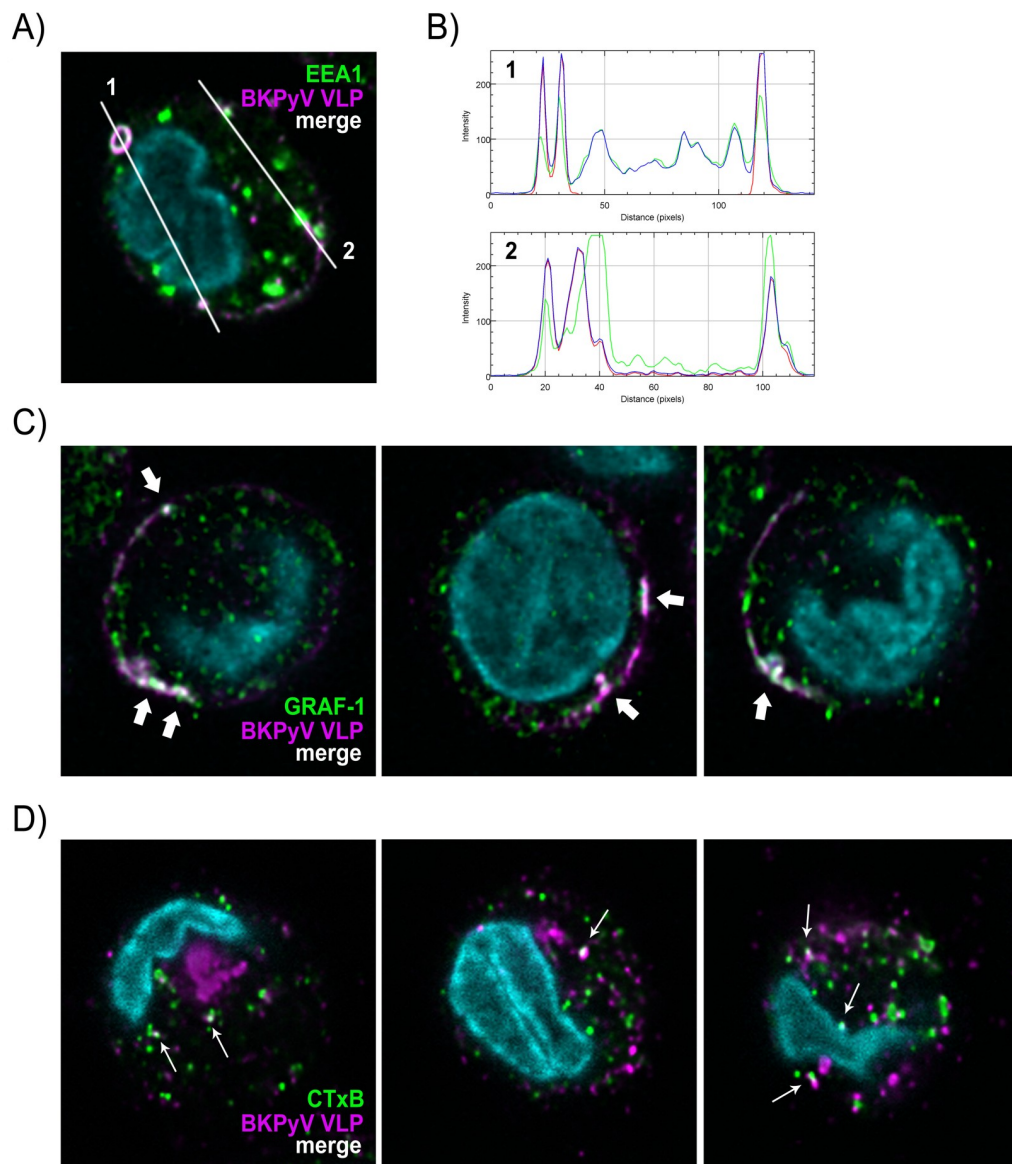 A)
EEA1
BKPyV VLP
merge
1
2
B)
1
200
100
0
Intensity
0
50
100
Distance (pixels)
2
200
100
0
Intensity
0
20
40
60
80
100
Distance (pixels)
C)
GRAF-1
BKPyV VLP
merge
D)
CTxB
BKPyV VLP
merge